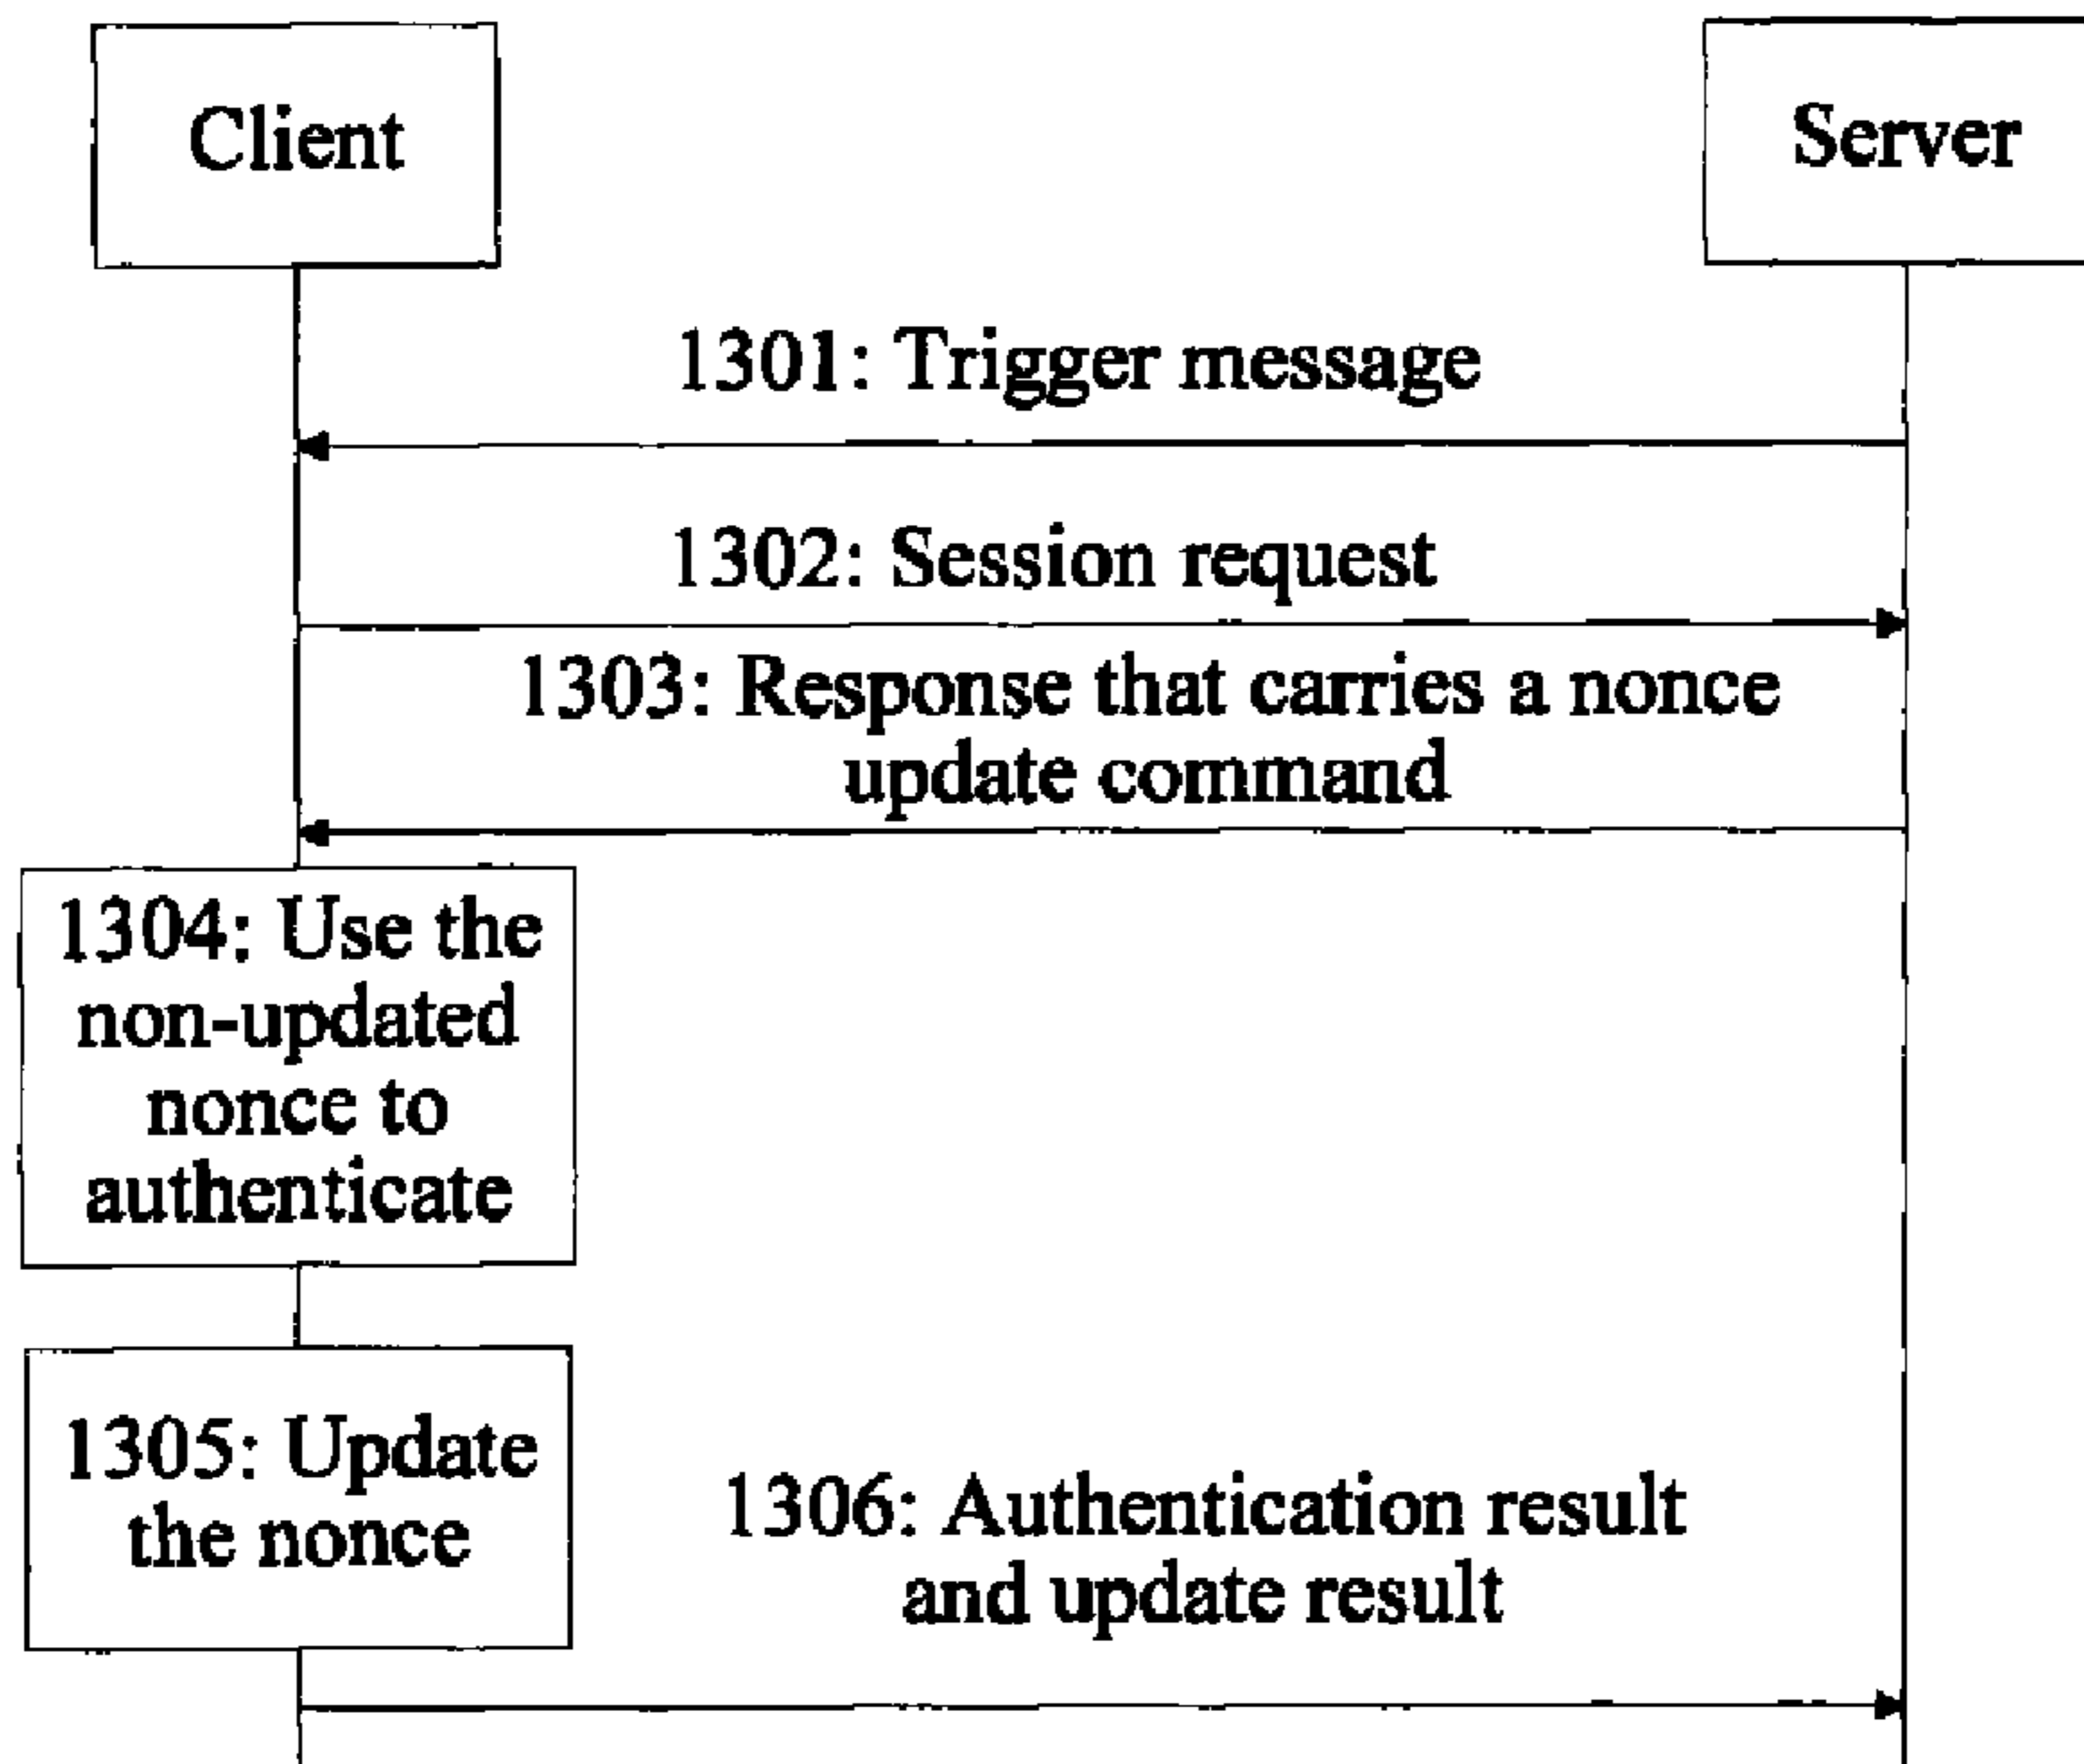 Client
Server
1301: Trigger message
1302: Session request
1303: Response that carries a nonce
update command
1304: Use the
non-updated
nonce to
authenticate
1305: Update
the nonce
1306: Authentication result
and update result